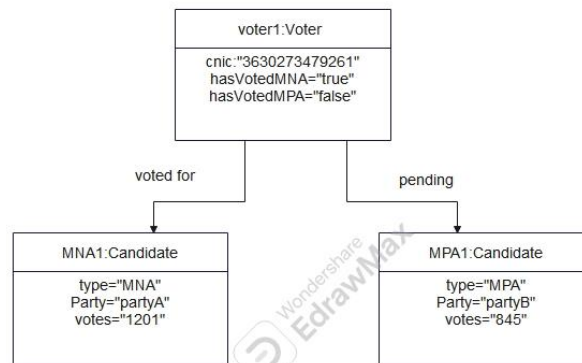 voter1:Voter
cnic:"3630273479261"
hasVotedMNA="true"
hasVotedMPA="false"
voted for
pending
MNA1:Candidate
type="MNA"
Party="partyA"
votes="1201"
MPA1:Candidate
type="MPA"
Party="partyB"
votes="845"
Wondershare
EdrawMax